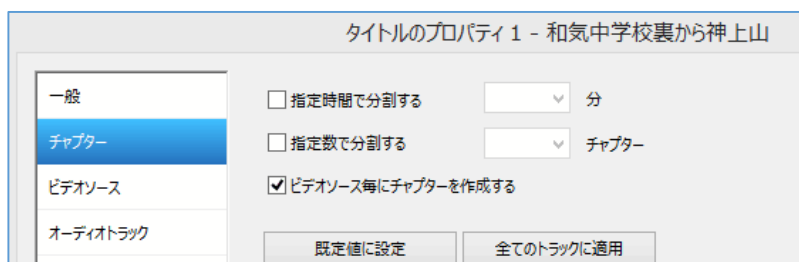 タイトルのプロパティ 1 - 和気中学校裏から神上山
一般
チャプター
ビデオソース
オーディオトラック
指定時間で分割する 分
指定数で分割する チャプター
ビデオソース毎にチャプターを作成する
既定値に設定 全てのトラックに適用